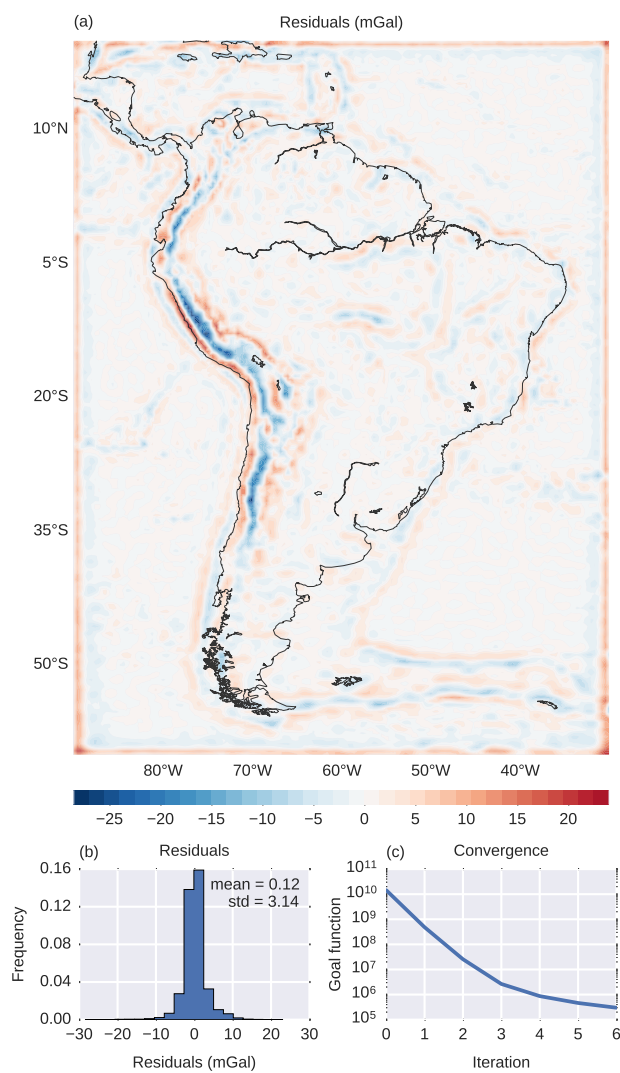 (a) Residuals (mGal)
10°N
5°S
20°S
35°S
50°S
80°W 70°W 60°W 50°W 40°W
−25 −20 −15 −10 −5 0 5 10 15 20
(b) Residuals
mean = 0.12
std = 3.14
Frequency
0.16
0.12
0.08
0.04
0.00
−30 −20 −10 0 10 20 30
Residuals (mGal)
(c) Convergence
Goal function
10¹¹
10¹⁰
10⁹
10⁸
10⁷
10⁶
10⁵
0 1 2 3 4 5 6
Iteration